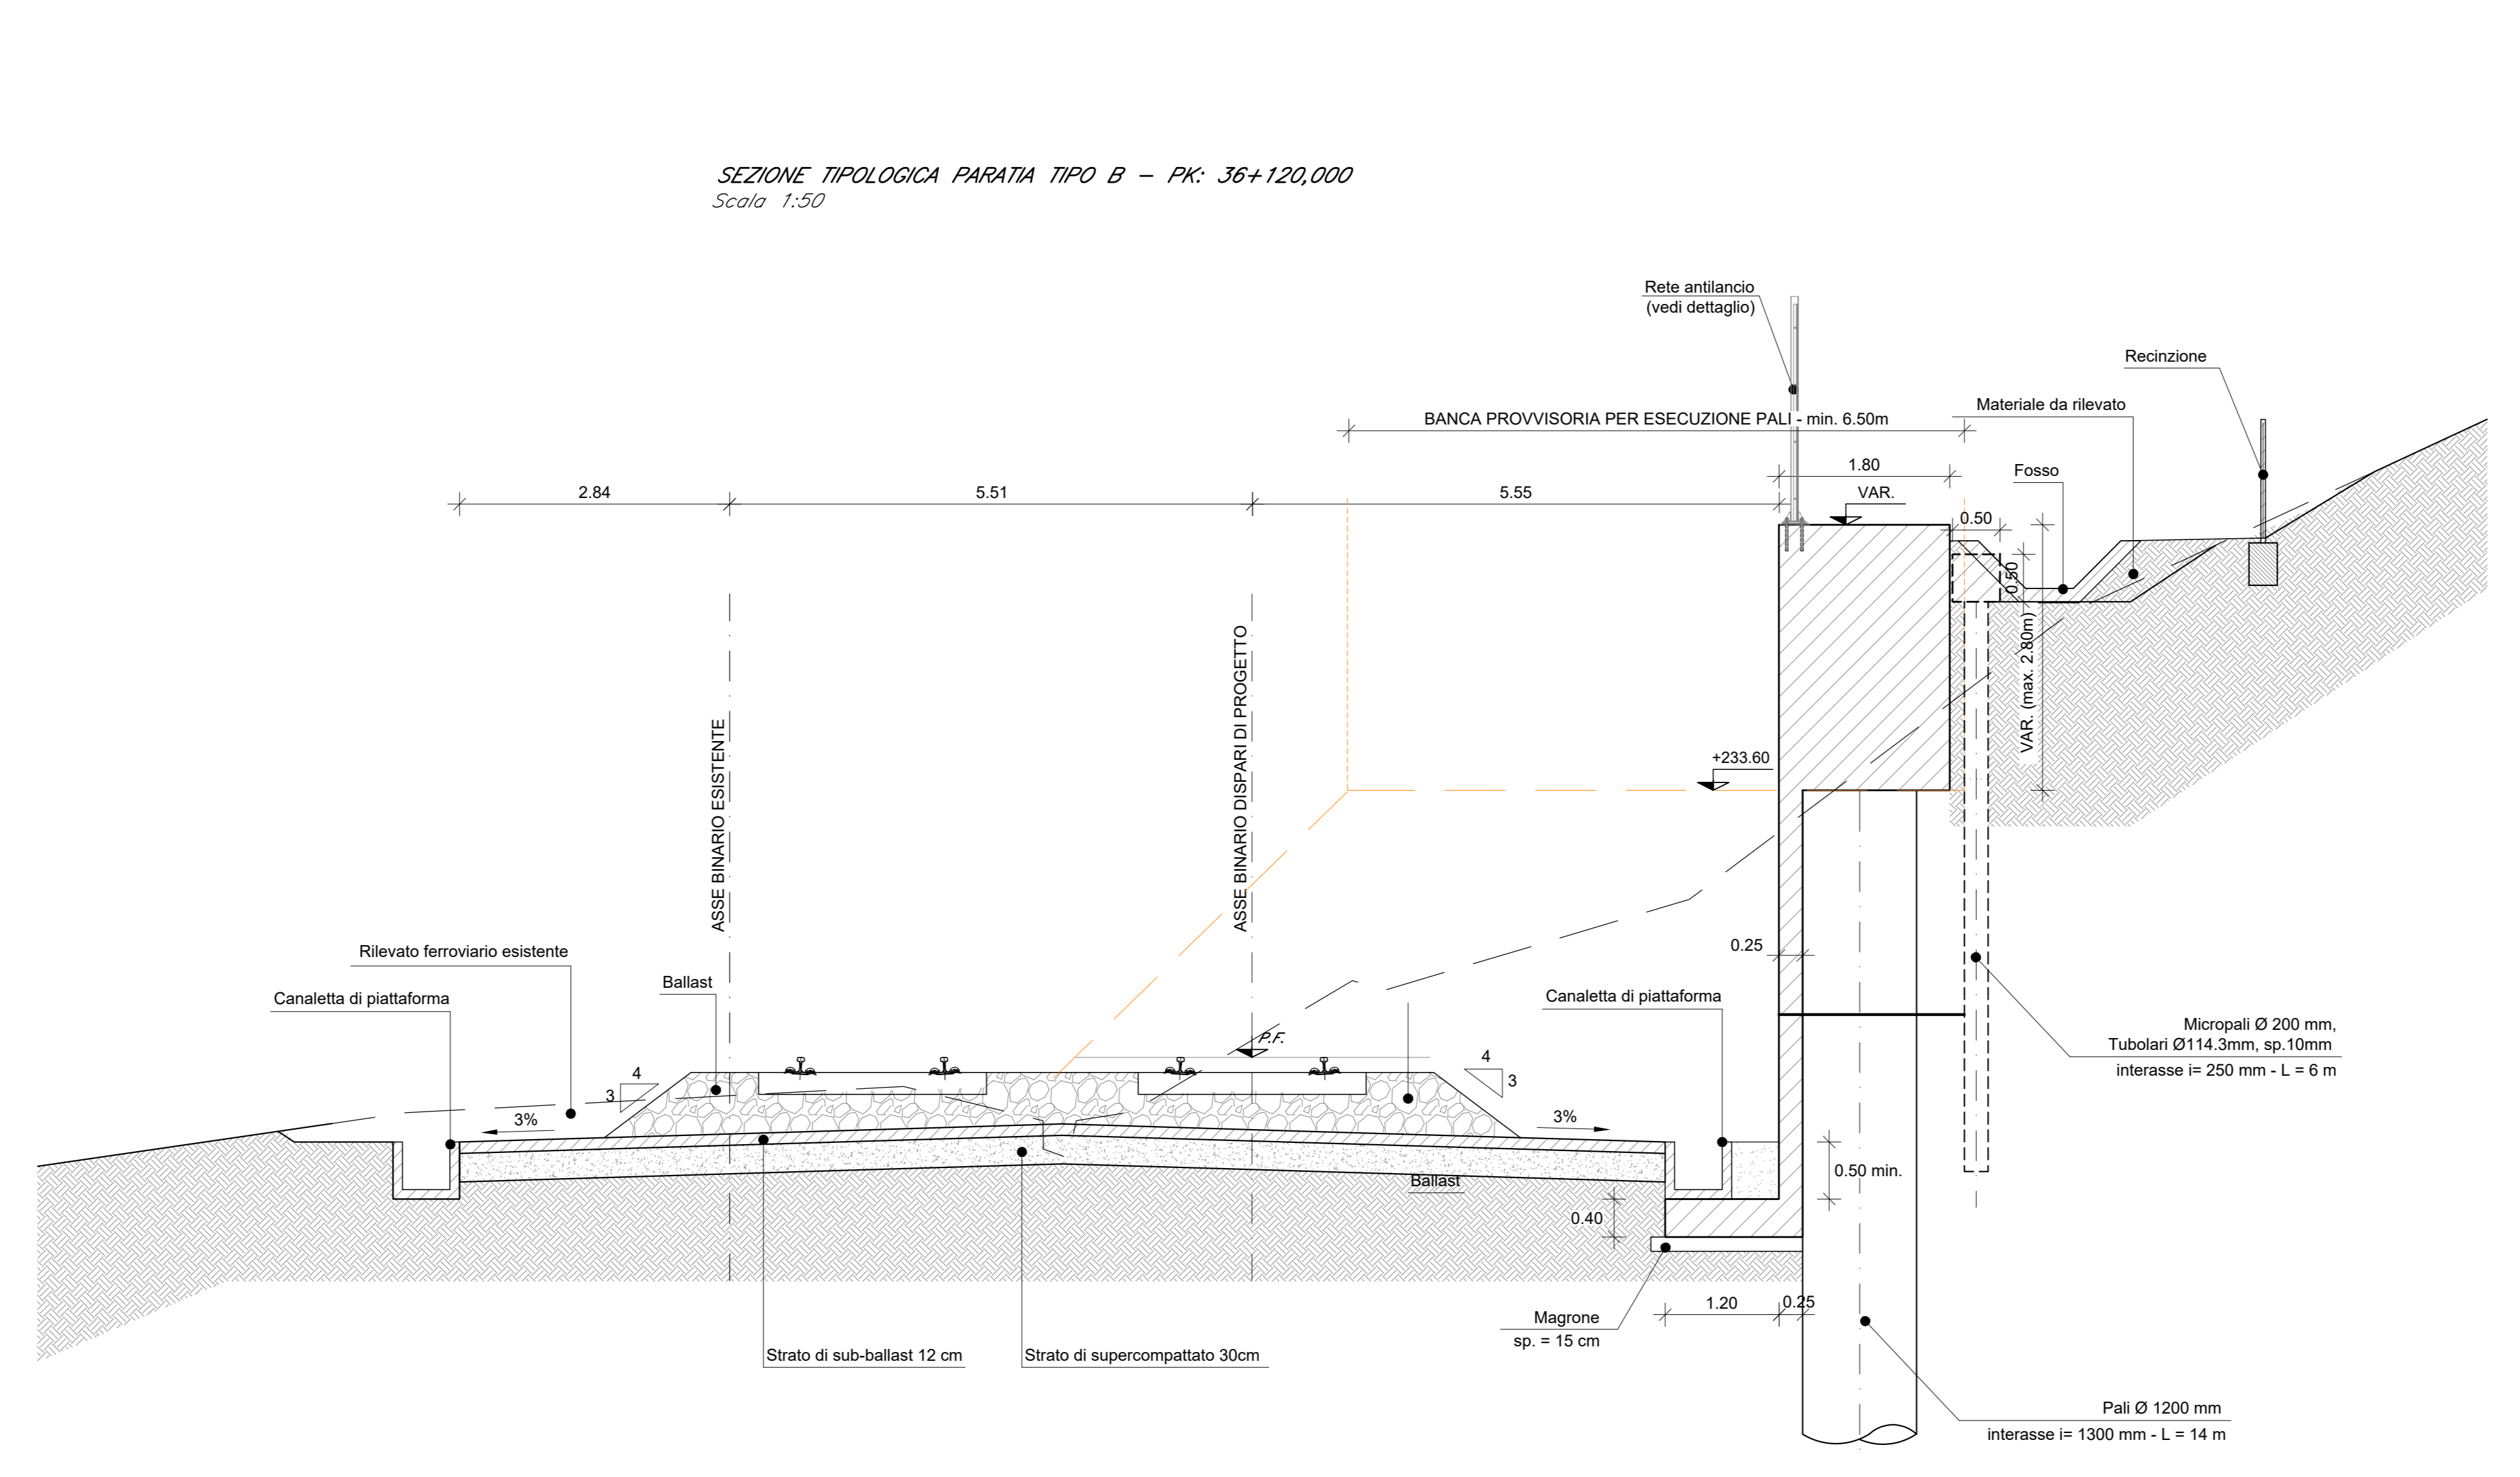 SEZIONE TIPOLOGICA PARATIA TIPO B – PK: 36+120,000
Scala 1:50
Rete antilancio
(vedi dettaglio)
Recinzione
Materiale da rilevato
BANCA PROVVISORIA PER ESECUZIONE PALI - min. 6.50m
1.80
Fosso
2.84
5.51
5.55
VAR.
0.50
0.50
VAR. (max. 2.80m)
ASSE BINARIO ESISTENTE
ASSE BINARIO DISPARI DI PROGETTO
+233.60
0.25
Rilevato ferroviario esistente
Ballast
Canaletta di piattaforma
Canaletta di piattaforma
Micropali Ø 200 mm,
Tubolari Ø114.3mm, sp.10mm
interasse i= 250 mm - L = 6 m
P.F.
4
3
4
3
3%
3%
0.50 min.
Ballast
0.40
1.20
0.25
Magrone
sp. = 15 cm
Strato di sub-ballast 12 cm
Strato di supercompattato 30cm
Pali Ø 1200 mm
interasse i= 1300 mm - L = 14 m